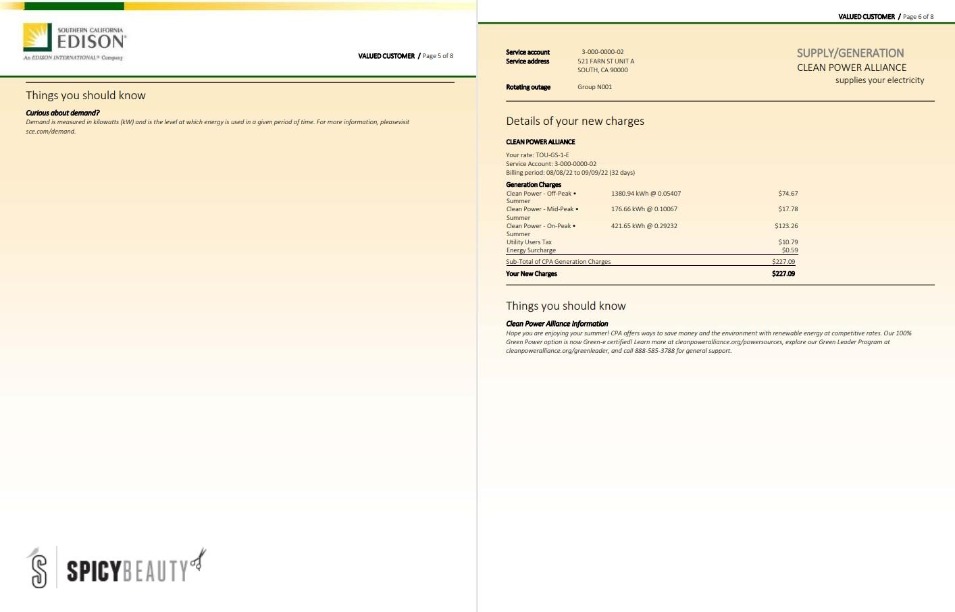 SOUTHERN CALIFORNIA
EDISON®
An EDISON INTERNATIONAL® Company
VALUED CUSTOMER / Page 5 of 8
Things you should know
Curious about demand?
Demand is measured in kilowatts (kW) and is the level at which energy is used in a given period of time. For more information, pleasevisit
sce.com/demand.
SPICYBEAUTY
VALUED CUSTOMER / Page 6 of 8
Service account 3-000-0000-02
Service address 521 FARN ST UNIT A
SOUTH, CA 90000
Rotating outage Group N001
SUPPLY/GENERATION
CLEAN POWER ALLIANCE
supplies your electricity
Details of your new charges
CLEAN POWER ALLIANCE
Your rate: TOU-GS-1-E
Service Account: 3-000-0000-02
Billing period: 08/08/22 to 09/09/22 (32 days)
Generation Charges
Clean Power - Off-Peak • 1380.94 kWh @ 0.05407 $74.67
Summer
Clean Power - Mid-Peak • 176.66 kWh @ 0.10067 $17.78
Summer
Clean Power - On-Peak • 421.65 kWh @ 0.29232 $123.26
Summer
Utility Users Tax $10.79
Energy Surcharge $0.59
Sub-Total of CPA Generation Charges $227.09
Your New Charges $227.09
Things you should know
Clean Power Alliance Information
Hope you are enjoying your summer! CPA offers ways to save money and the environment with renewable energy at competitive rates. Our 100%
Green Power option is now Green-e certified! Learn more at cleanpoweralliance.org/powersources, explore our Green Leader Program at
cleanpoweralliance.org/greenleader, and call 888-585-3788 for general support.